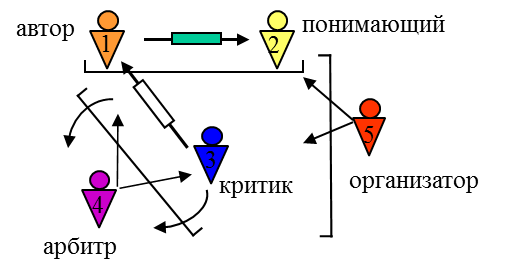 автор
понимающий
1
2
5
3
критик
организатор
4
арбитр